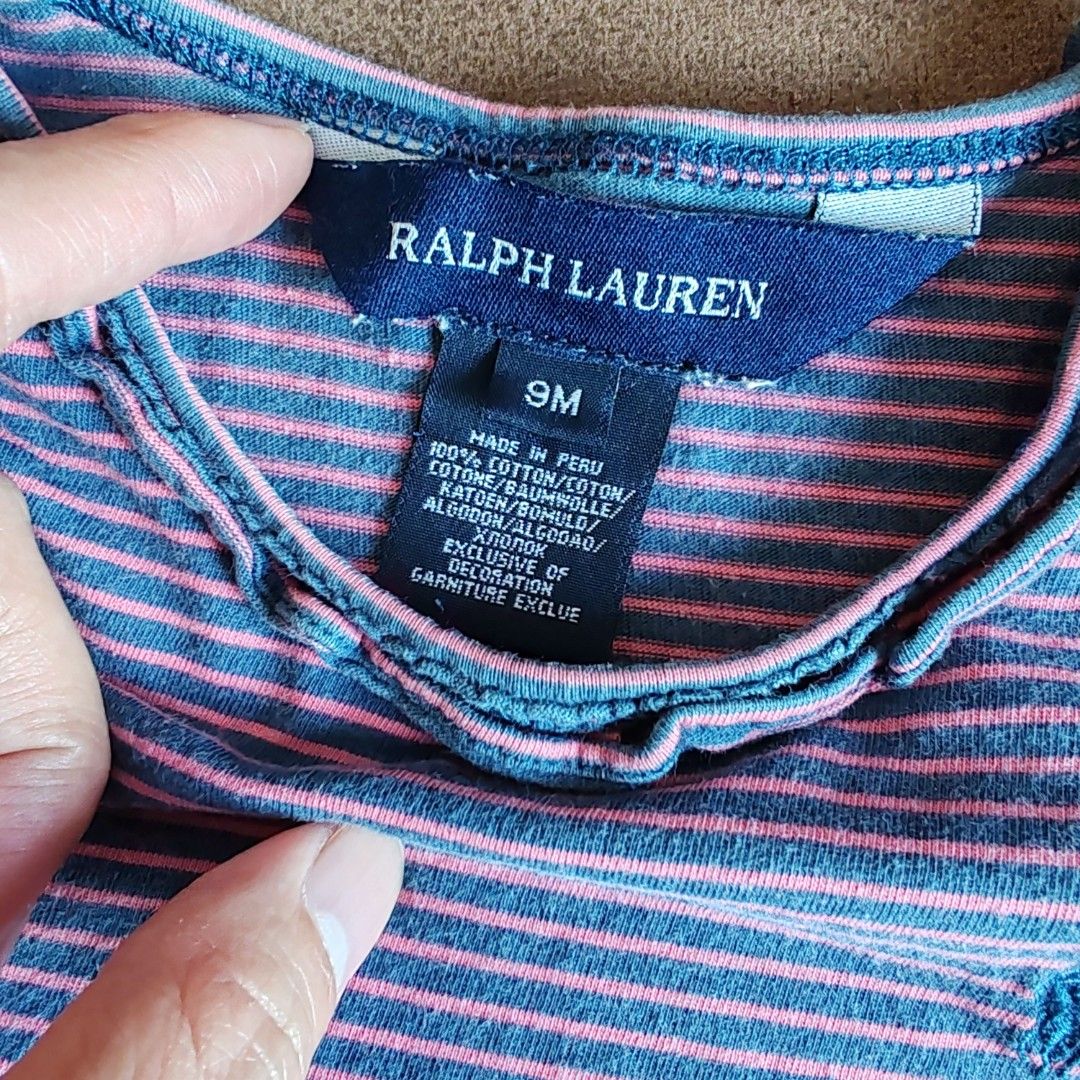 RALPH LAUREN
9M
MADE IN PERU
100% COTTON/COTON/
COTONE/BAUMWOLLE/
KATOEN/BOMULD/
ALGODON/ALGODAO/
ХЛОПОК
EXCLUSIVE OF
DECORATION
GARNITURE EXCLUE